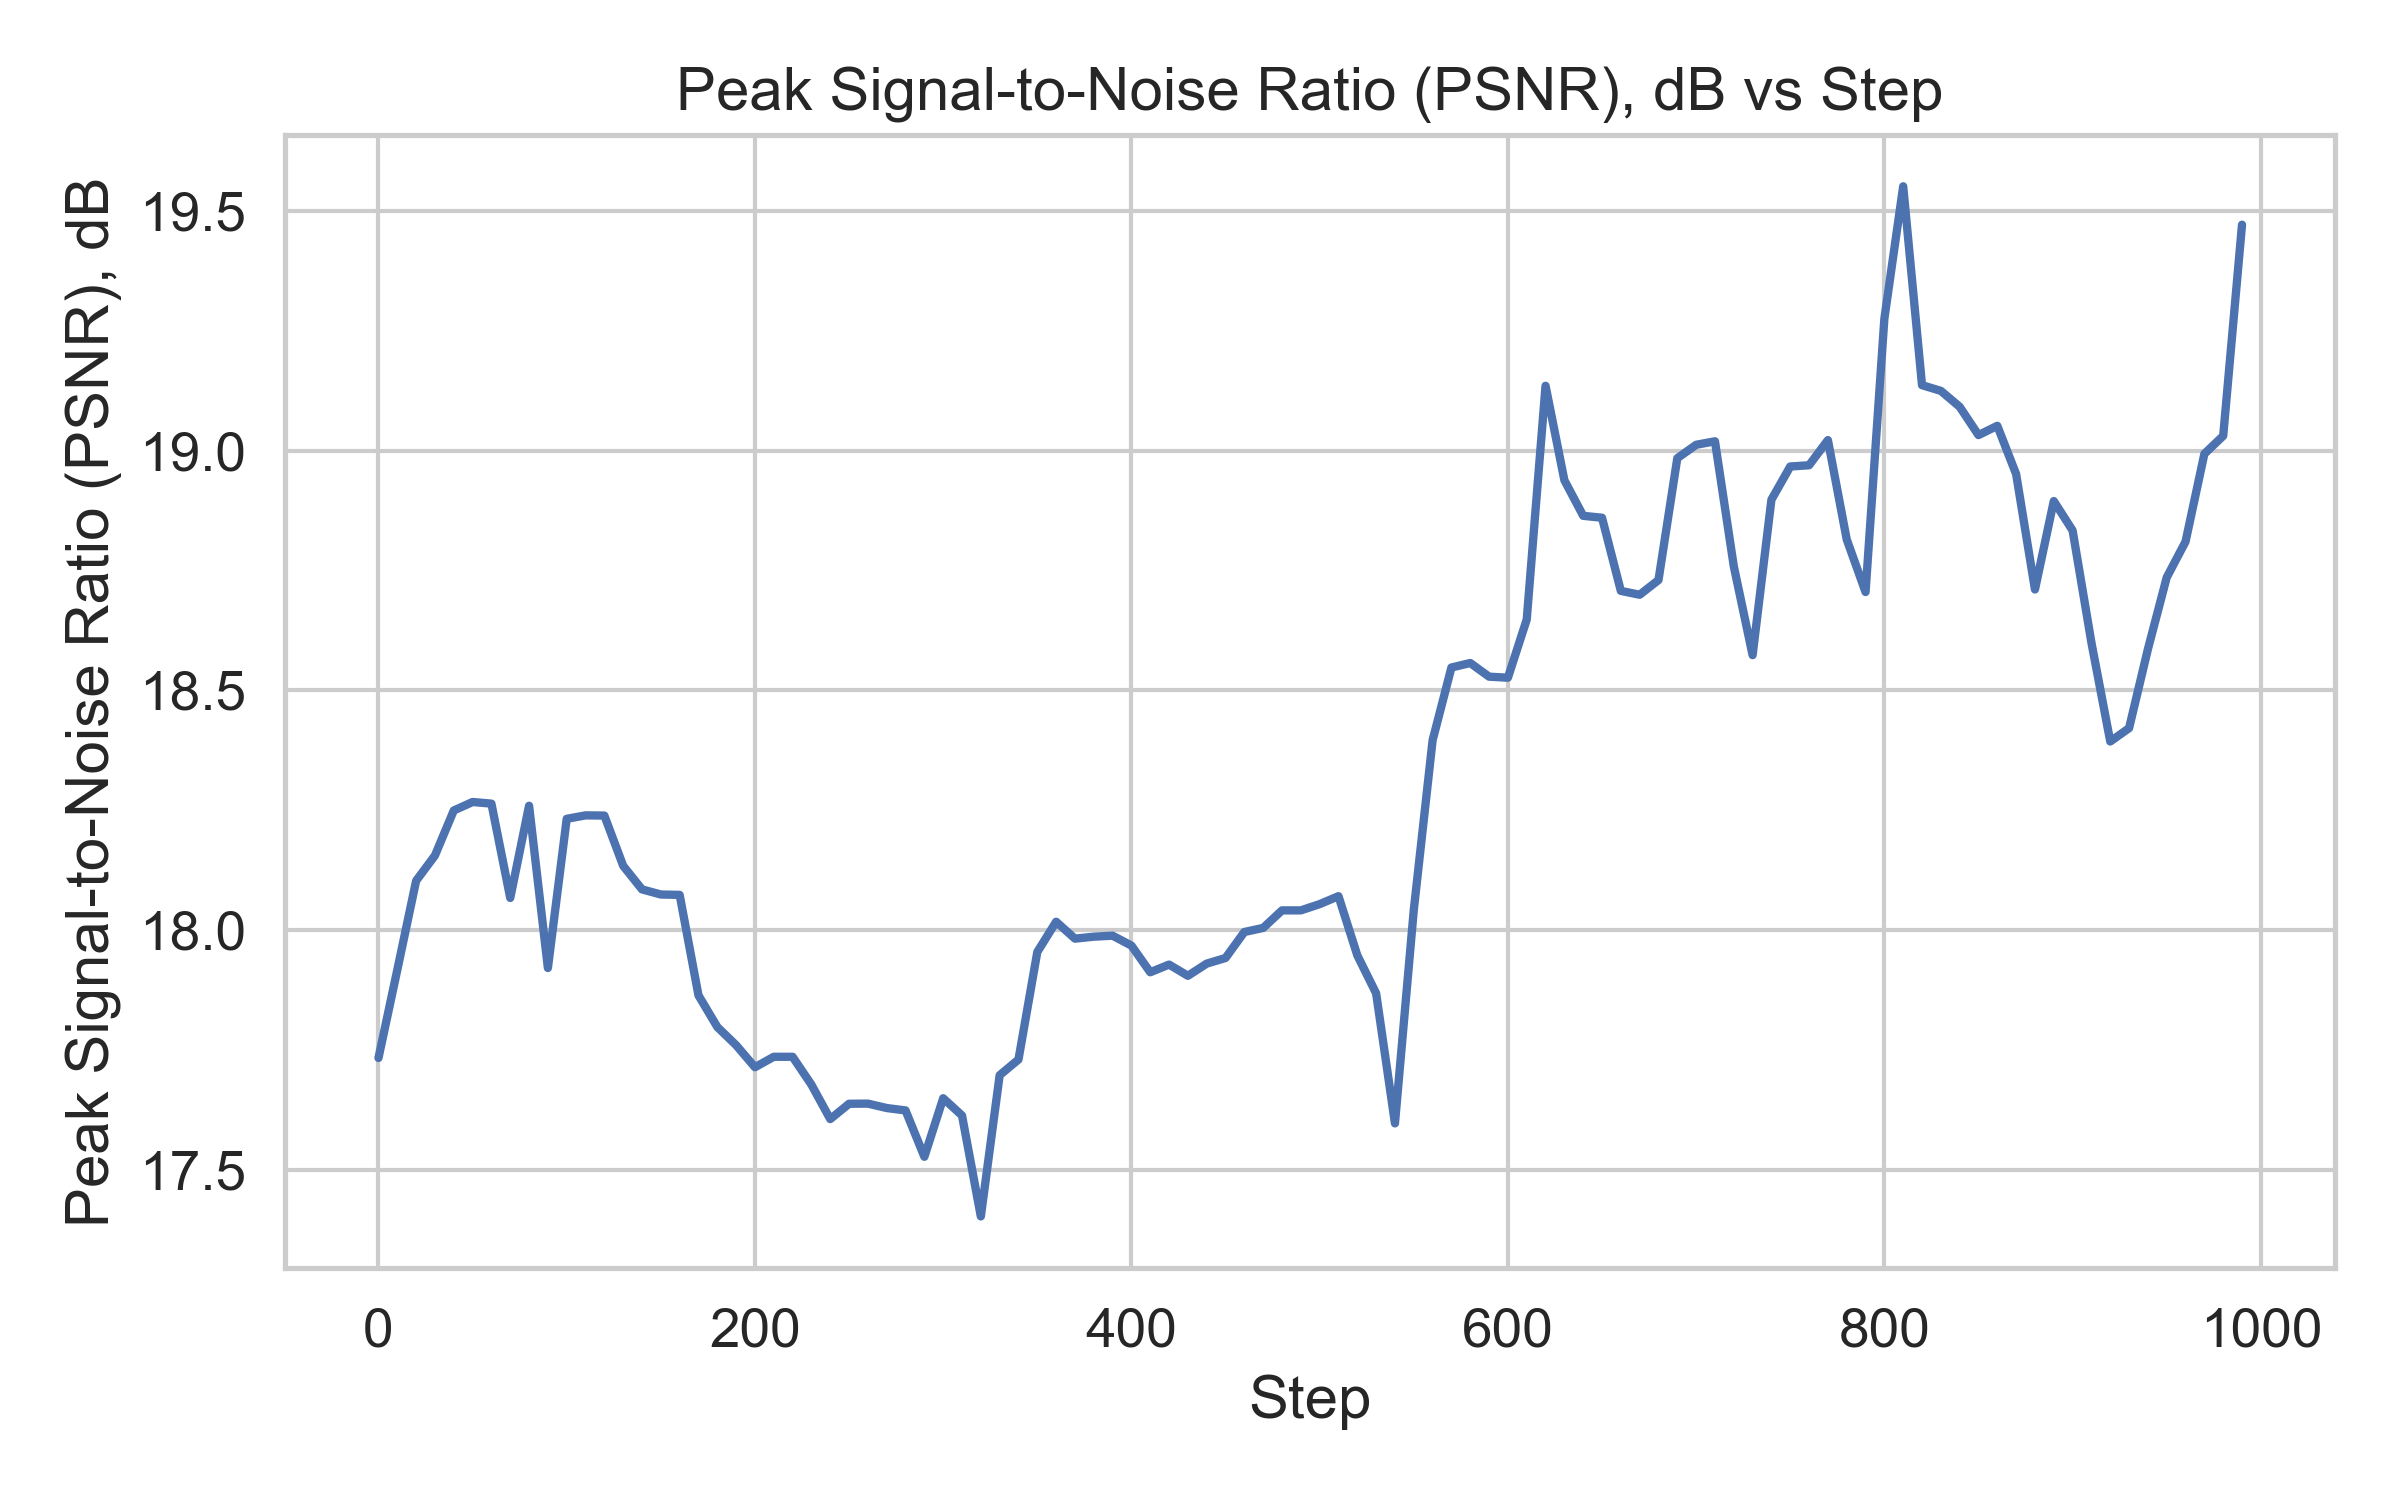 Peak Signal-to-Noise Ratio (PSNR), dB vs Step
Peak Signal-to-Noise Ratio (PSNR), dB
19.5
19.0
18.5
18.0
17.5
0 200 400 600 800 1000
Step